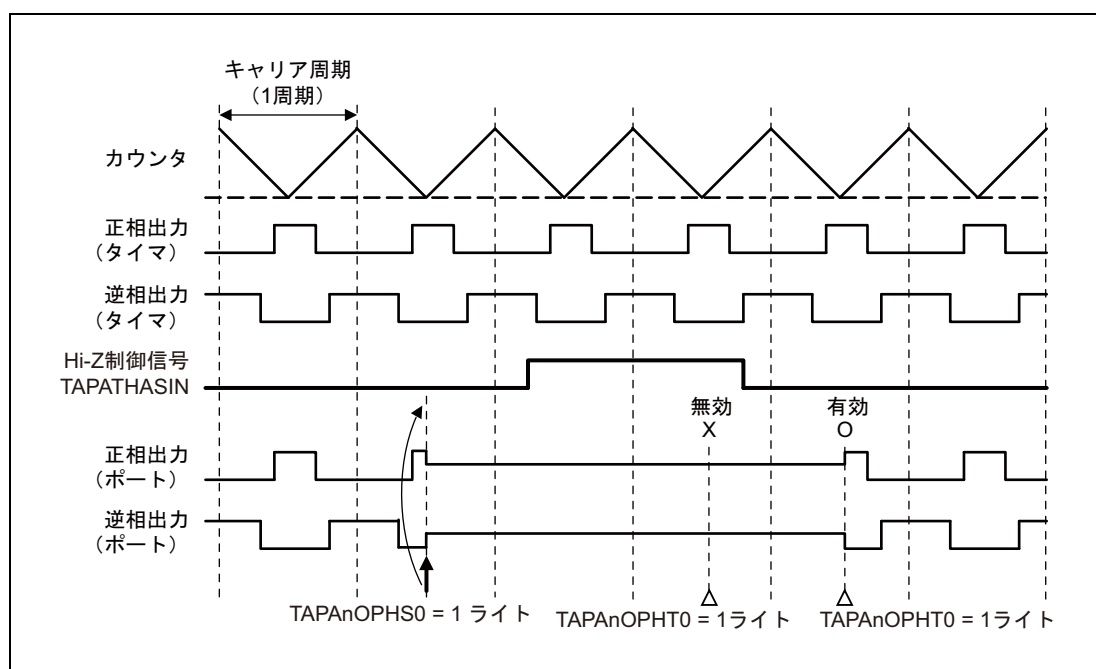 キャリア周期
（1周期）
カウンタ
正相出力
（タイマ）
逆相出力
（タイマ）
Hi-Z制御信号
TAPATHASIN
無効
X
有効
O
正相出力
（ポート）
逆相出力
（ポート）
TAPAnOPHS0 = 1 ライト
TAPAnOPHT0 = 1ライト
TAPAnOPHT0 = 1ライト